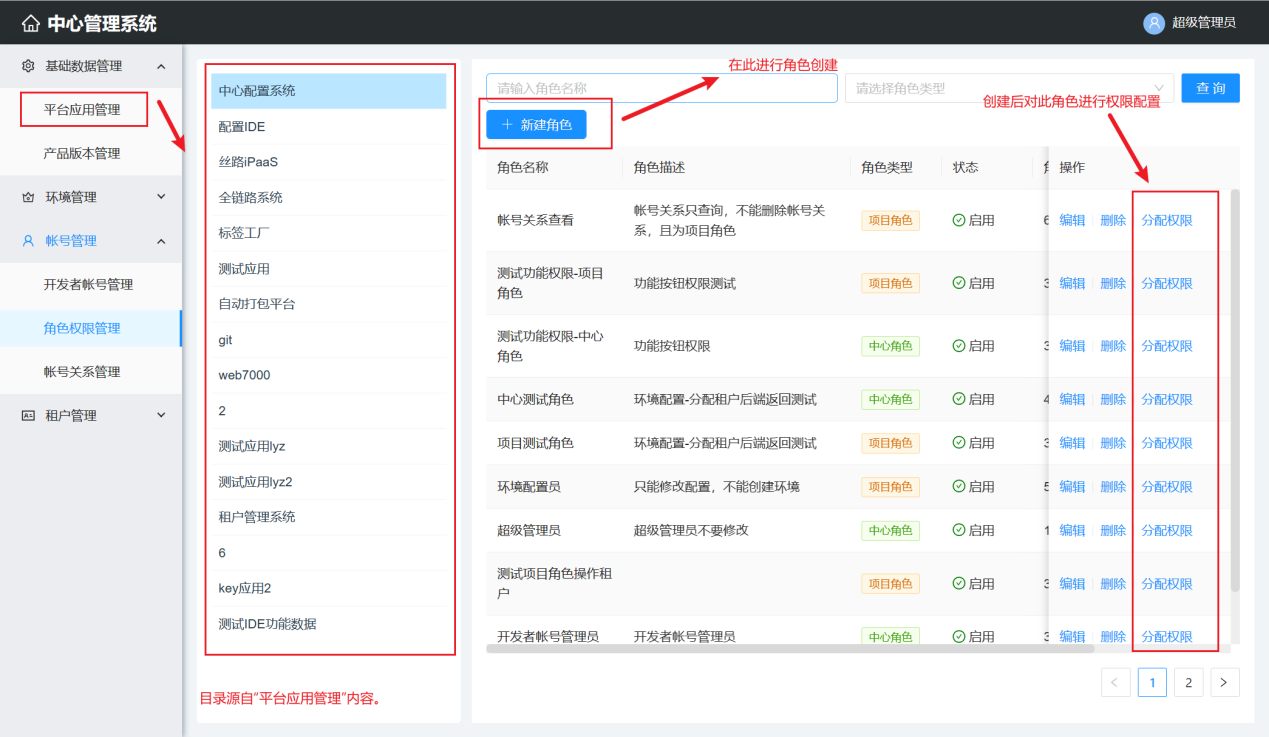 中心管理系统
超级管理员
基础数据管理
平台应用管理
产品版本管理
环境管理
帐号管理
开发者帐号管理
角色权限管理
帐号关系管理
租户管理
中心配置系统
配置IDE
丝路iPaaS
全链路系统
标签工厂
测试应用
自动打包平台
git
web7000
2
测试应用lyz
测试应用lyz2
租户管理系统
6
key应用2
测试IDE功能数据
目录源自"平台应用管理"内容。
在此进行角色创建
请输入角色名称
请选择角色类型
查 询
创建后对此角色进行权限配置
新建角色
角色名称 角色描述 角色类型 状态 操作
帐号关系查看 帐号关系只查询，不能删除帐号关
系，且为项目角色 项目角色 启用 6 编辑 删除 分配权限
测试功能权限-项目
角色 功能按钮权限测试 项目角色 启用 3 编辑 删除 分配权限
测试功能权限-中心
角色 功能按钮权限 中心角色 启用 3 编辑 删除 分配权限
中心测试角色 环境配置-分配租户后端返回测试 中心角色 启用 4 编辑 删除 分配权限
项目测试角色 环境配置-分配租户后端返回测试 项目角色 启用 3 编辑 删除 分配权限
环境配置员 只能修改配置，不能创建环境 项目角色 启用 5 编辑 删除 分配权限
超级管理员 超级管理员不要修改 中心角色 启用 1 编辑 删除 分配权限
测试项目角色操作租
户 项目角色 启用 3 编辑 删除 分配权限
开发者帐号管理员 开发者帐号管理员 中心角色 启用 3 编辑 删除 分配权限
< 1 2 >